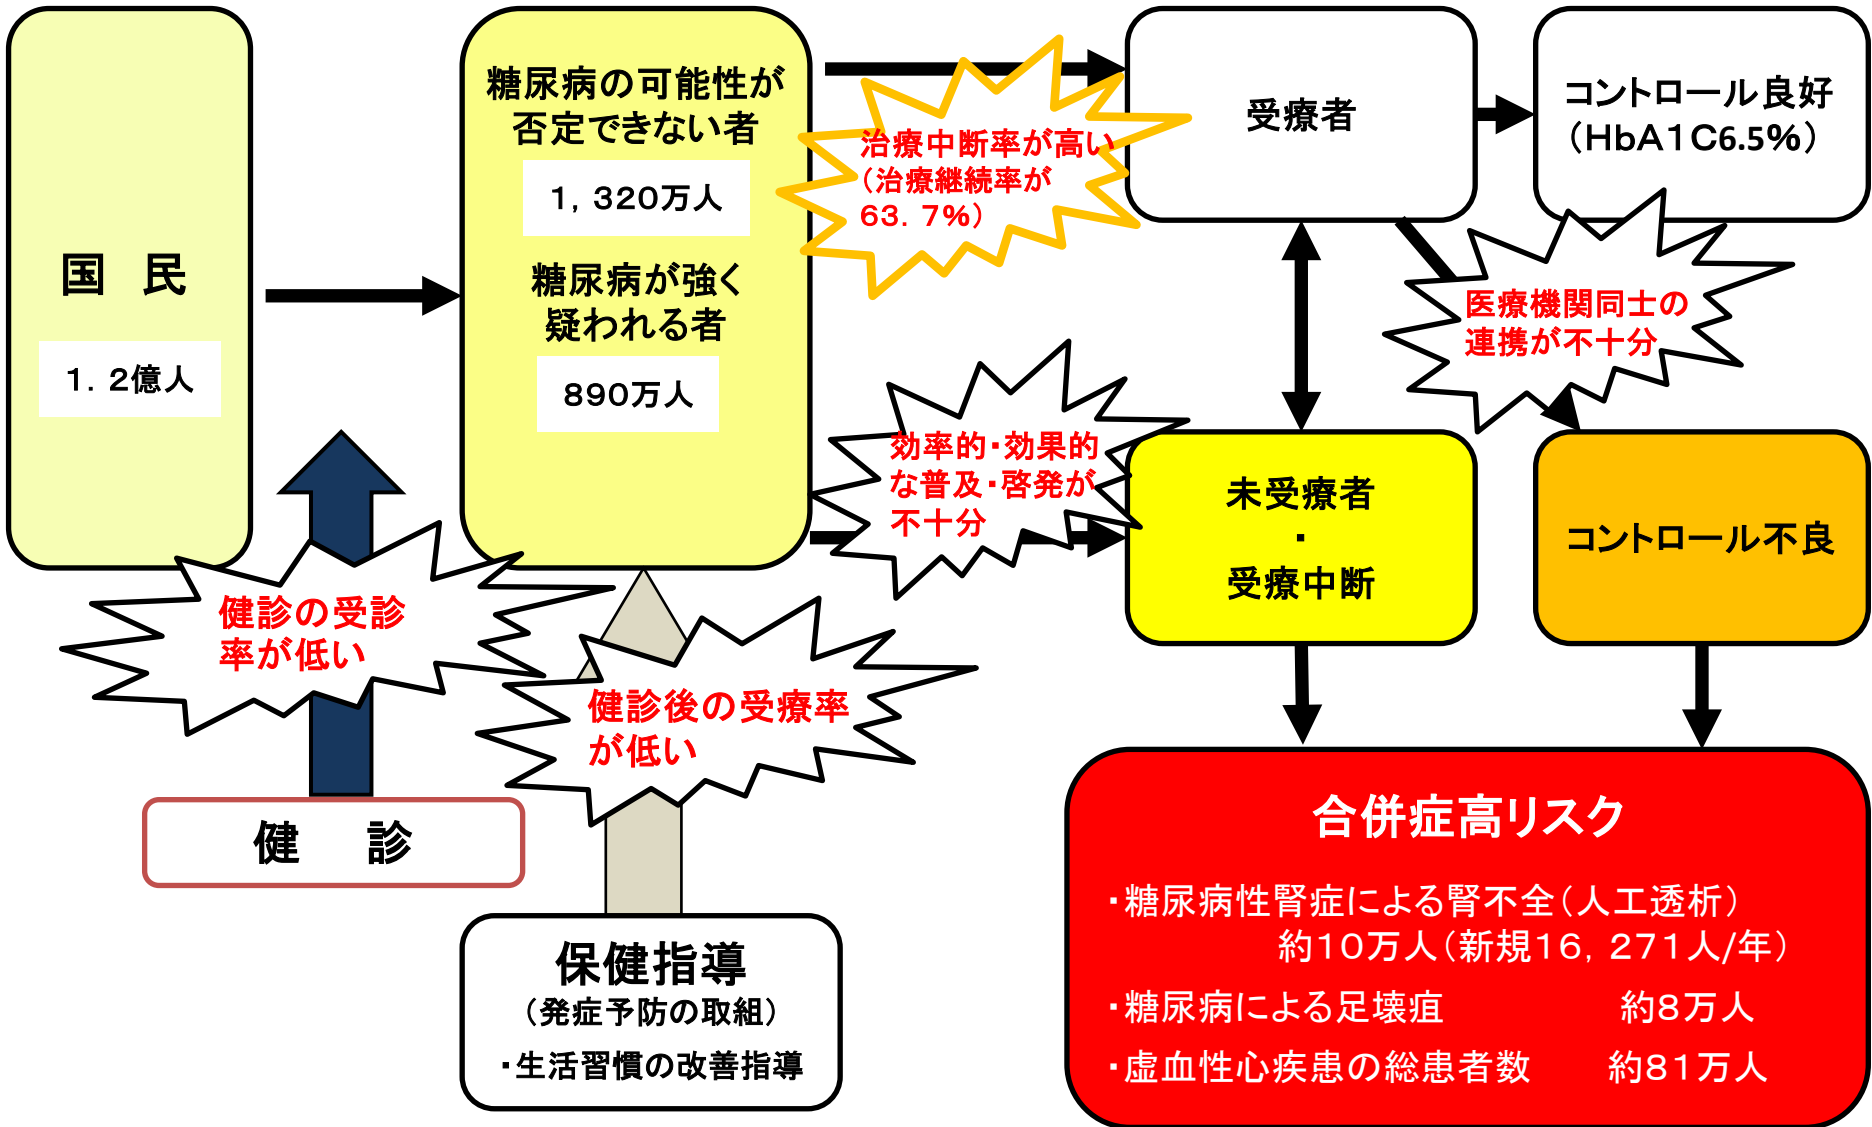 国　民
１．２億人
糖尿病の可能性が
否定できない者
１，３２０万人
糖尿病が強く
疑われる者
８９０万人
治療中断率が高い
（治療継続率が
６３．７％）
受療者
コントロール良好
（ＨｂＡ１Ｃ6.5％）
医療機関同士の
連携が不十分
効率的・効果的
な普及・啓発が
不十分
未受療者
・
受療中断
コントロール不良
健診の受診
率が低い
健診後の受療率
が低い
健　診
保健指導
（発症予防の取組）
・生活習慣の改善指導
合併症高リスク
・糖尿病性腎症による腎不全（人工透析）
約１０万人（新規１６，２７１人/年）
・糖尿病による足壊疽　約８万人
・虚血性心疾患の総患者数　約８１万人